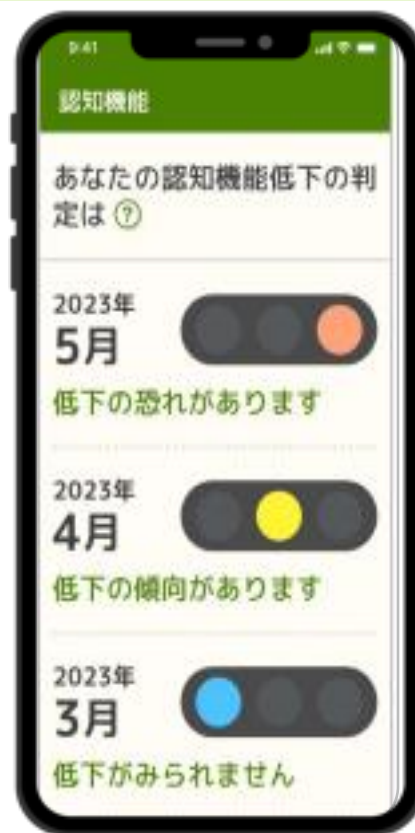 9:41
認知機能
あなたの認知機能低下の判
定は ?
2023年
5月
低下の恐れがあります
2023年
4月
低下の傾向があります
2023年
3月
低下がみられません